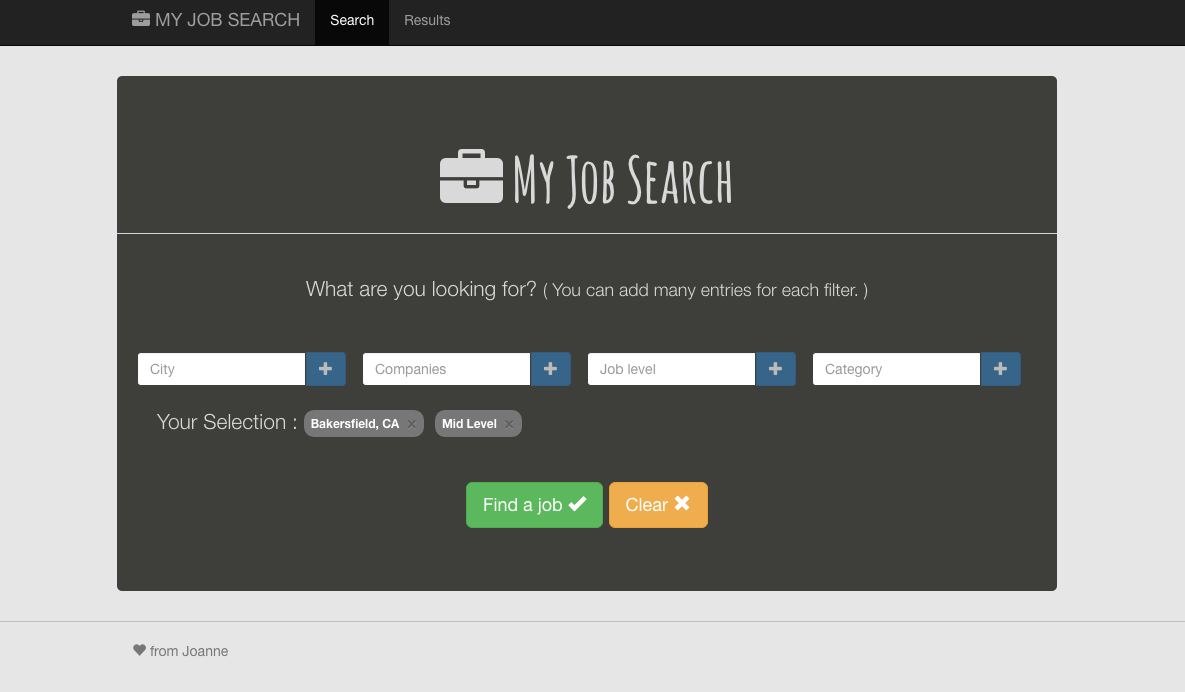 MY JOB SEARCH Search Results
My Job Search
What are you looking for? ( You can add many entries for each filter. )
City Companies Job level Category
Your Selection : Bakersfield, CA × Mid Level ×
Find a job Clear
from Joanne